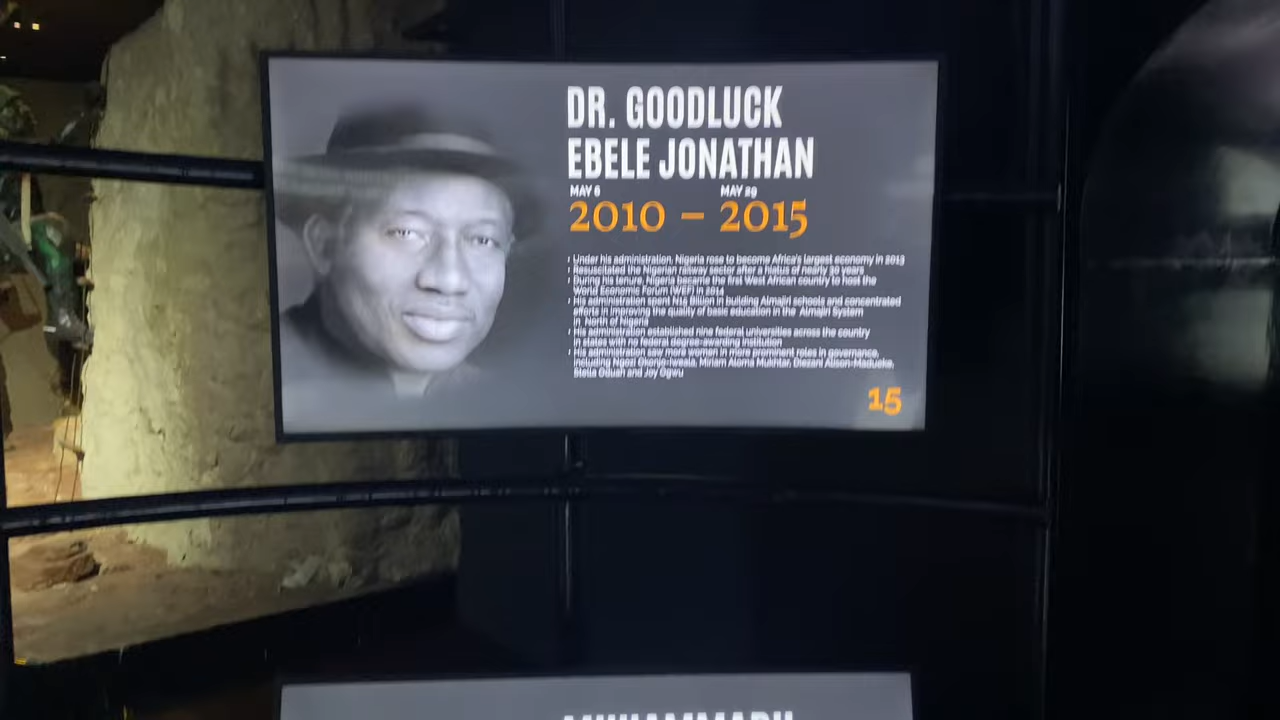 DR. GOODLUCK
EBELE JONATHAN
MAY 6 MAY 29
2010 – 2015
Under his administration, Nigeria rose to become Africa's largest economy in 2013
Resuscitated the Nigerian railway sector after a hiatus of nearly 30 years
During his tenure, Nigeria became the first West African country to host the
World Economic Forum (WEF) in 2014
His administration spent N15 Billion in building Almajiri schools and concentrated
efforts in improving the quality of basic education in the Almajiri System
in North of Nigeria
His administration established nine federal universities across the country
in states with no federal degree-awarding institution
His administration saw more women in more prominent roles in governance,
including Ngozi Okonjo-Iweala, Miriam Aloma Mukhtar, Diezani Alison-Madueke,
Stella Oduah and Joy Ogwu
15